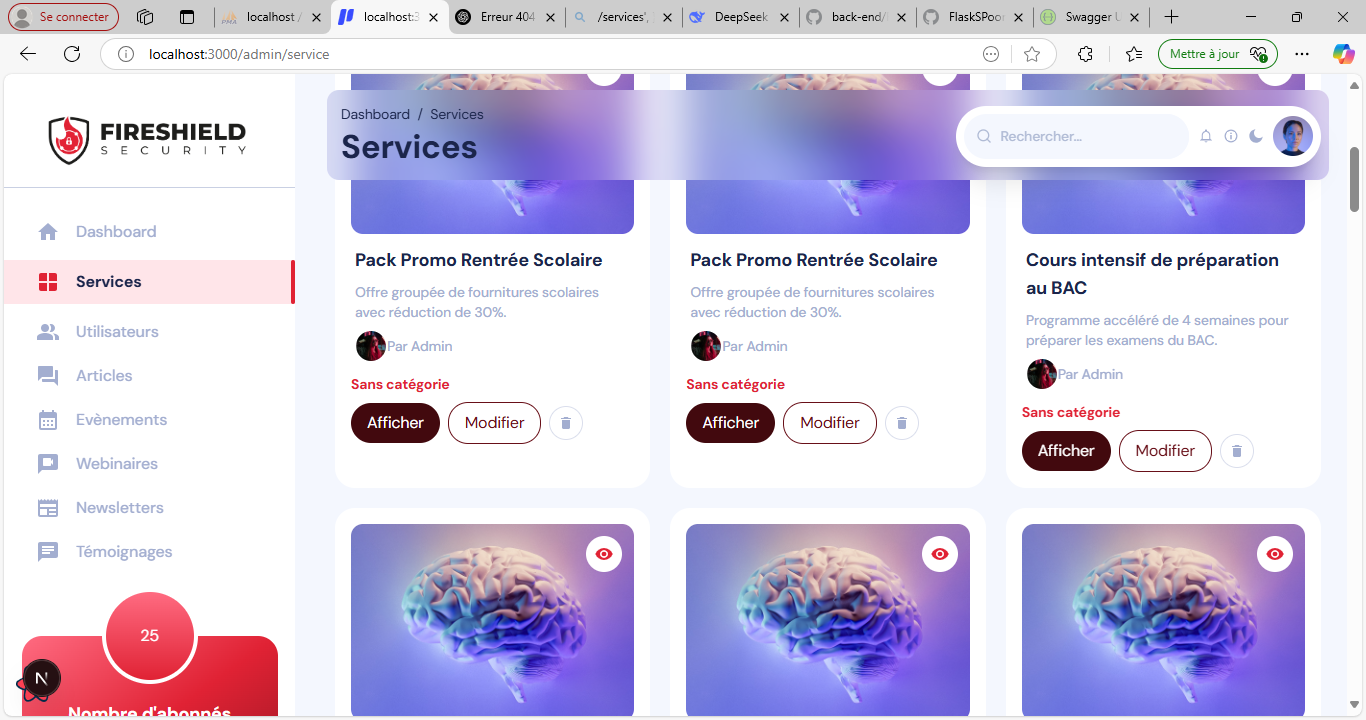 Se connecter
localhost /
localhost:3
Erreur 404
/services',
DeepSeek
back-end/
FlaskSPoor
Swagger U
localhost:3000/admin/service
Mettre à jour
FIRESHIELD
SECURITY
Dashboard
Services
Utilisateurs
Articles
Evènements
Webinaires
Newsletters
Témoignages
25
Nombre d'abonnés
N
Dashboard / Services
Services
Rechercher...
Pack Promo Rentrée Scolaire
Offre groupée de fournitures scolaires
avec réduction de 30%.
Par Admin
Sans catégorie
Afficher
Modifier
Pack Promo Rentrée Scolaire
Offre groupée de fournitures scolaires
avec réduction de 30%.
Par Admin
Sans catégorie
Afficher
Modifier
Cours intensif de préparation
au BAC
Programme accéléré de 4 semaines pour
préparer les examens du BAC.
Par Admin
Sans catégorie
Afficher
Modifier